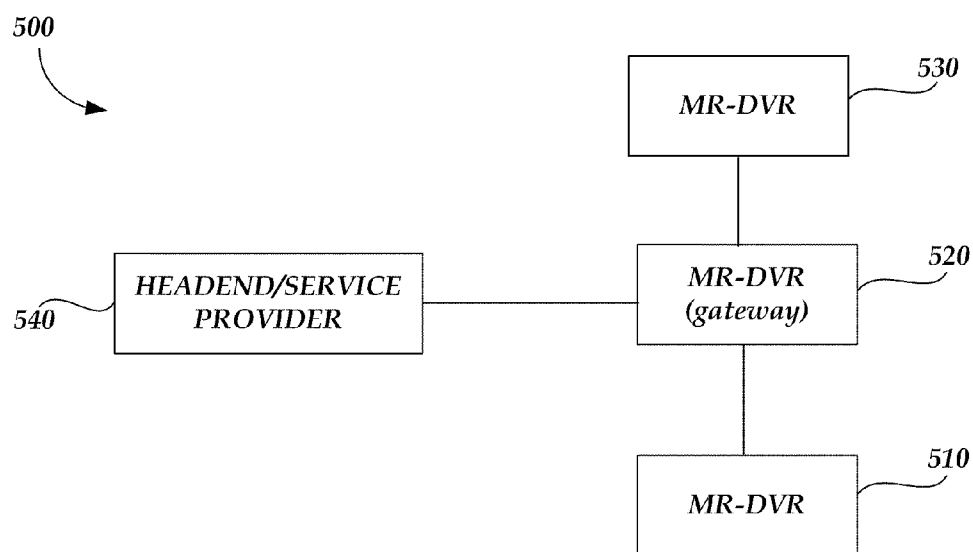 500
530
MR-DVR
520
MR-DVR
(gateway)
HEADEND/SERVICE
PROVIDER
540
510
MR-DVR